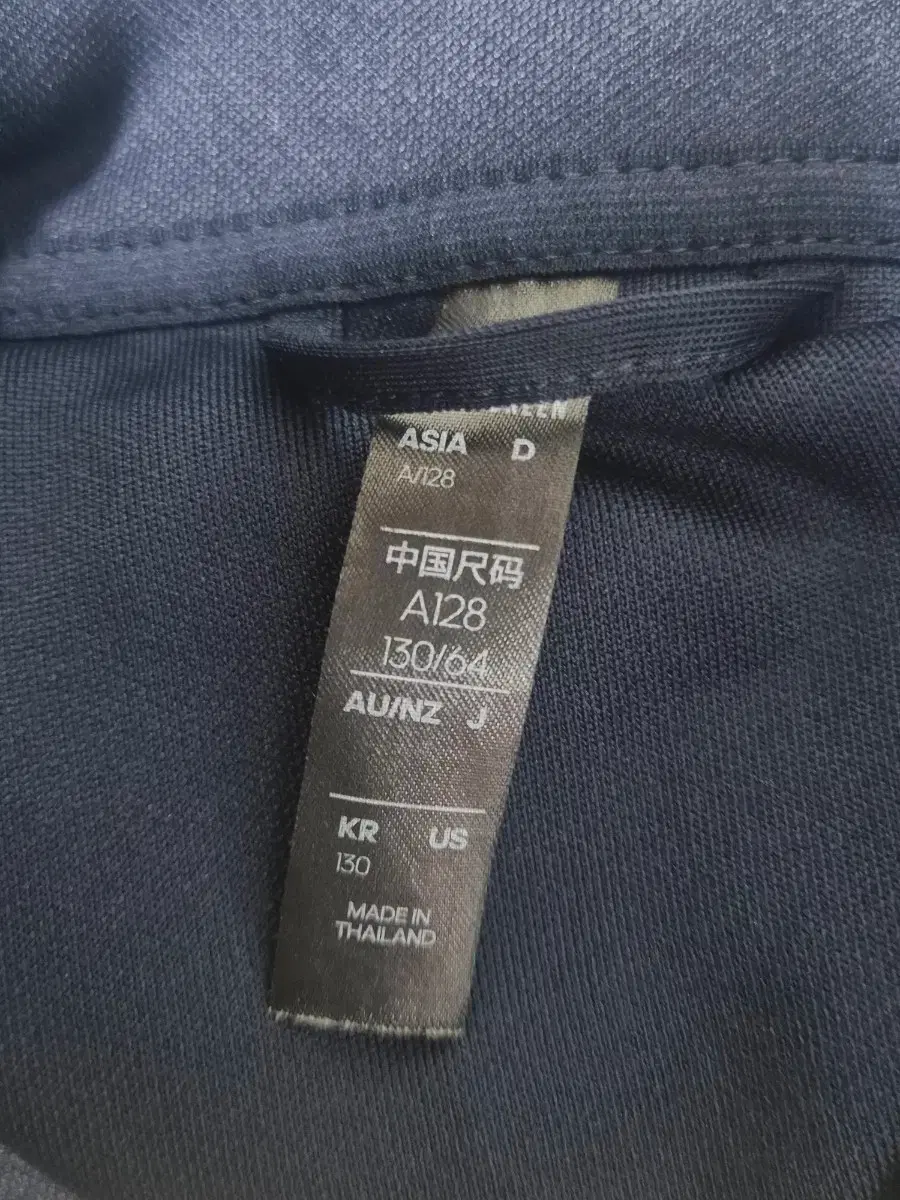 ASIA D
A/128
中国尺码
A128
130/64
AU/NZ J
KR US
130
MADE IN
THAILAND